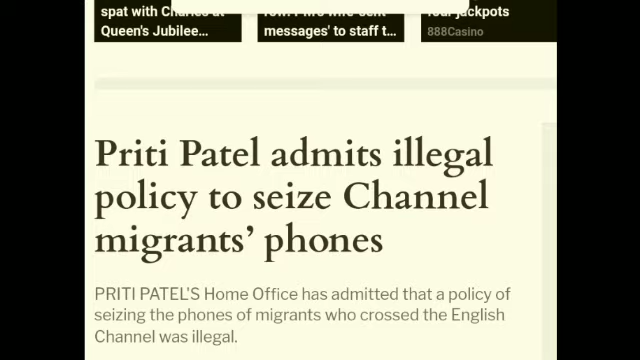 spat with Charles at
Queen's Jubilee...
messages' to staff t...
jackpots
888Casino
Priti Patel admits illegal
policy to seize Channel
migrants’ phones
PRITI PATEL'S Home Office has admitted that a policy of
seizing the phones of migrants who crossed the English
Channel was illegal.